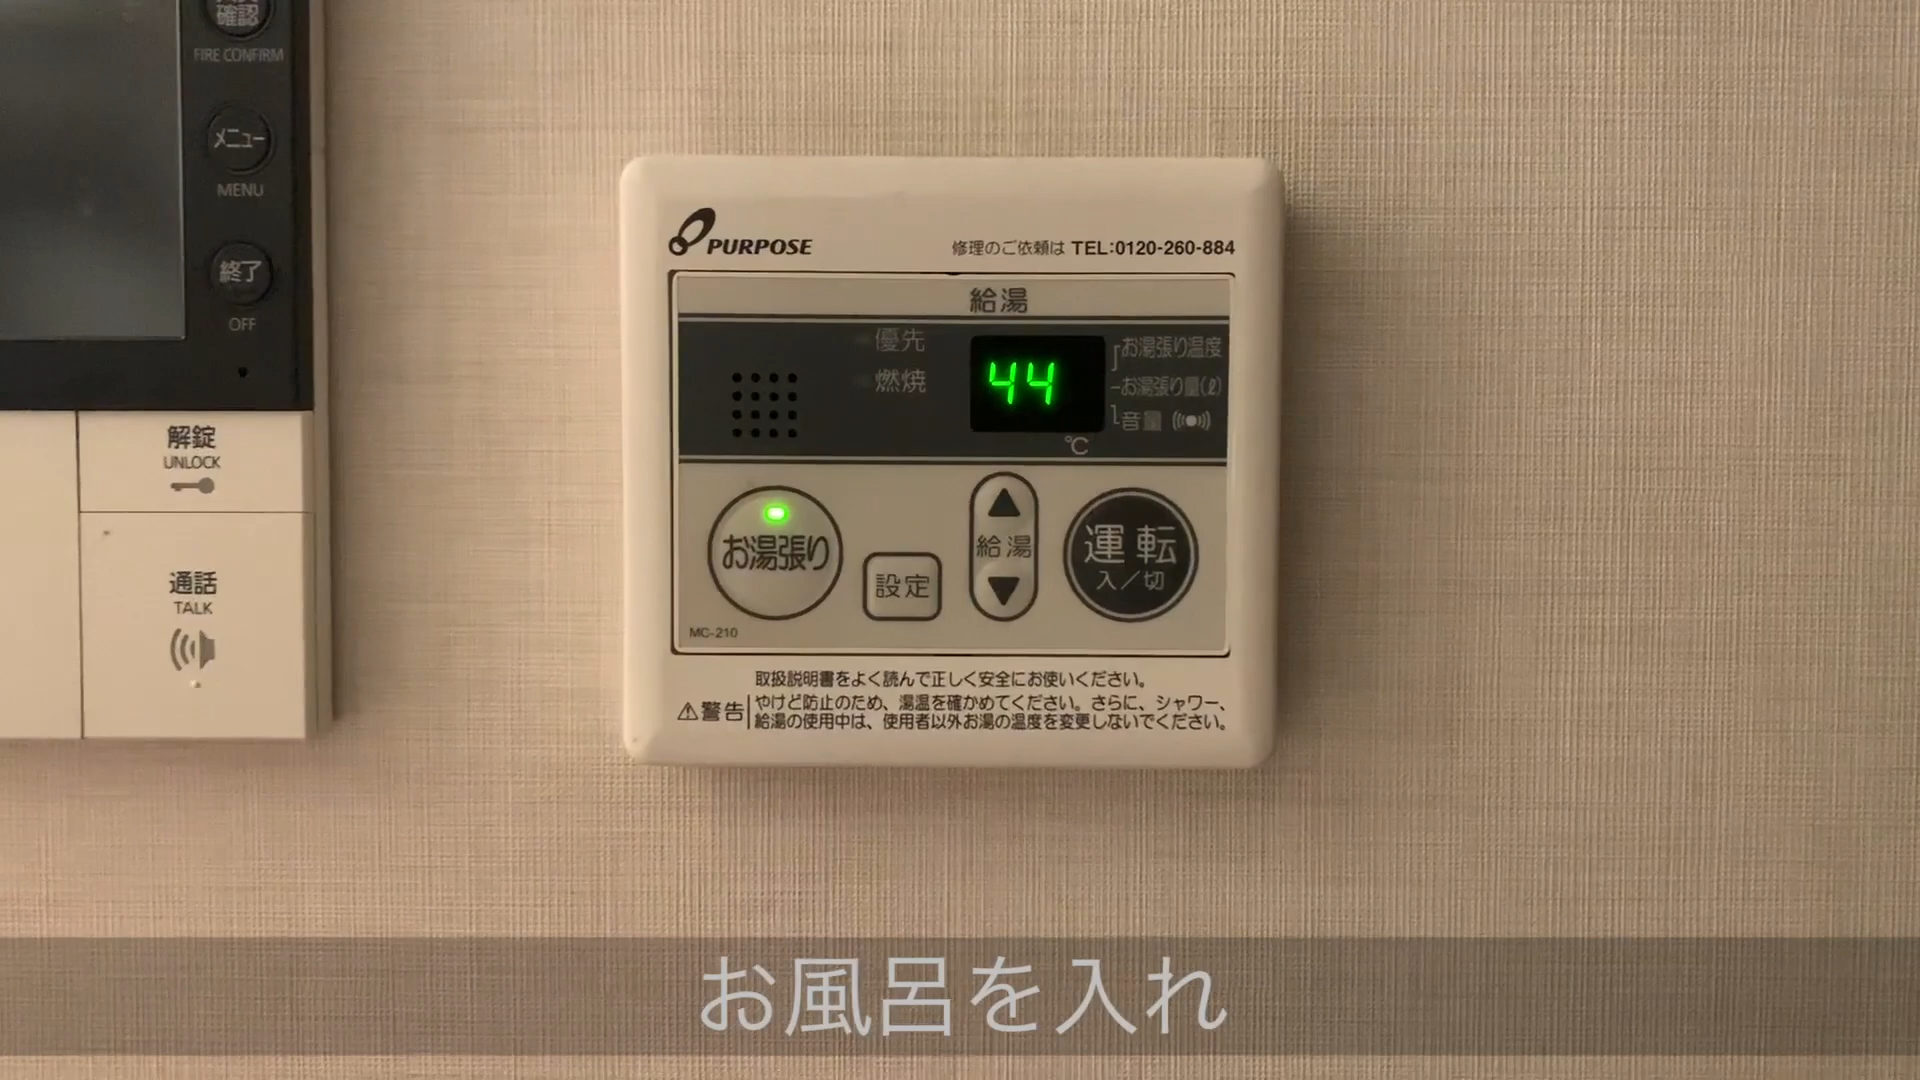 確認
FIRE CONFIRM
メニュー
MENU
終了
OFF
解錠
UNLOCK
通話
TALK
PURPOSE
修理のご依頼は TEL:0120-260-884
給湯
優先
燃焼
44
℃
お湯張り温度
お湯張り量(ℓ)
音量
お湯張り
設定
給湯
運転
入／切
MC-210
取扱説明書をよく読んで正しく安全にお使いください。
警告
やけど防止のため、湯温を確かめてください。さらに、シャワー、
給湯の使用中は、使用者以外お湯の温度を変更しないでください。
お風呂を入れ